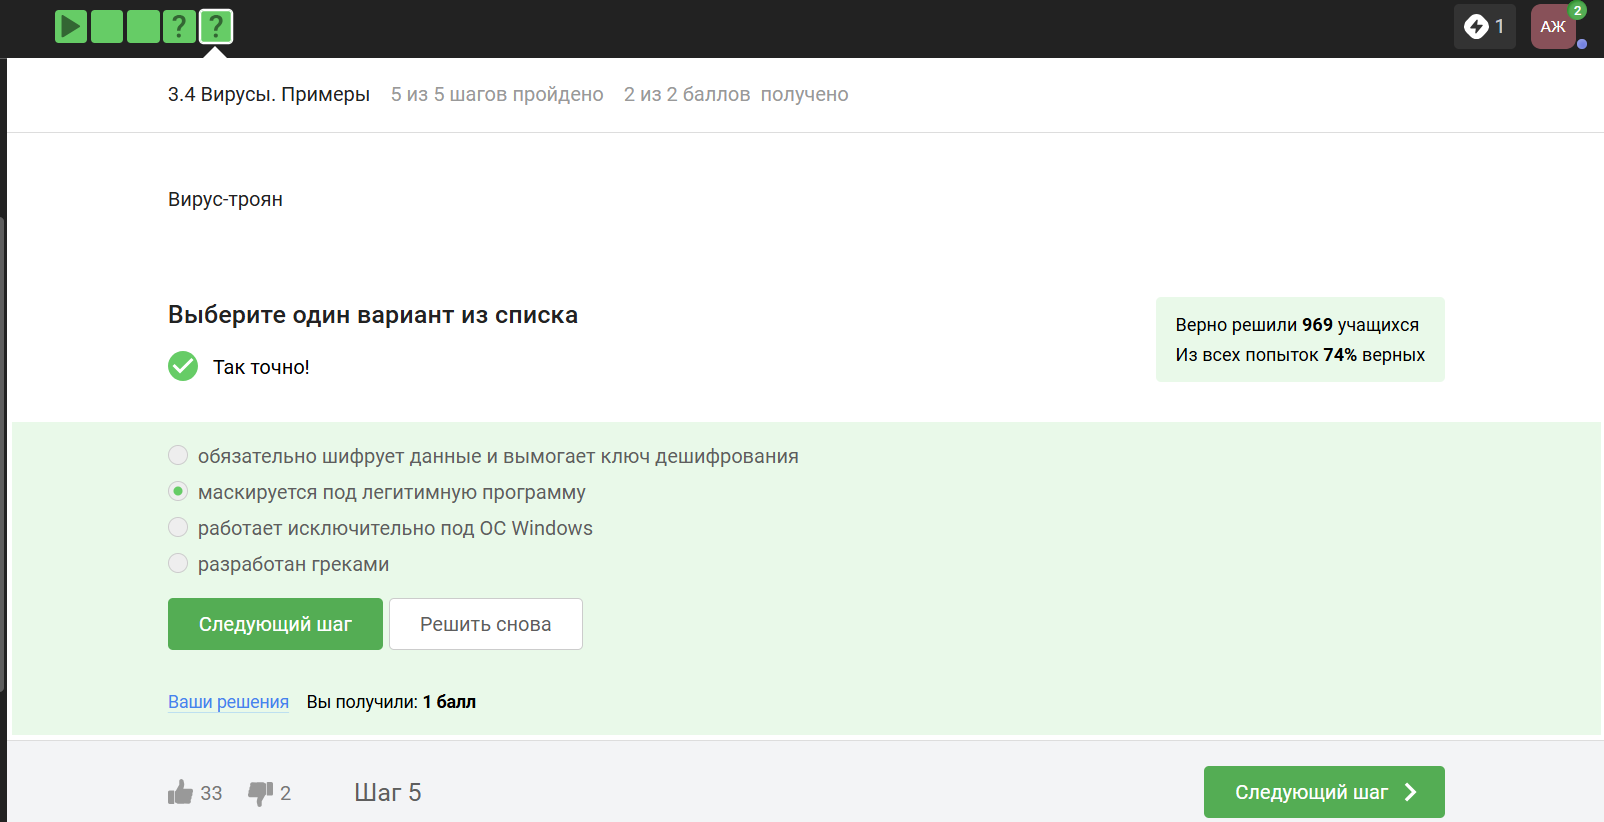 ? ?
1
АЖ
2
3.4 Вирусы. Примеры 5 из 5 шагов пройдено 2 из 2 баллов получено
Вирус-троян
Выберите один вариант из списка
Так точно!
Верно решили 969 учащихся
Из всех попыток 74% верных
обязательно шифрует данные и вымогает ключ дешифрования
маскируется под легитимную программу
работает исключительно под ОС Windows
разработан греками
Следующий шаг Решить снова
Ваши решения Вы получили: 1 балл
33 2 Шаг 5 Следующий шаг